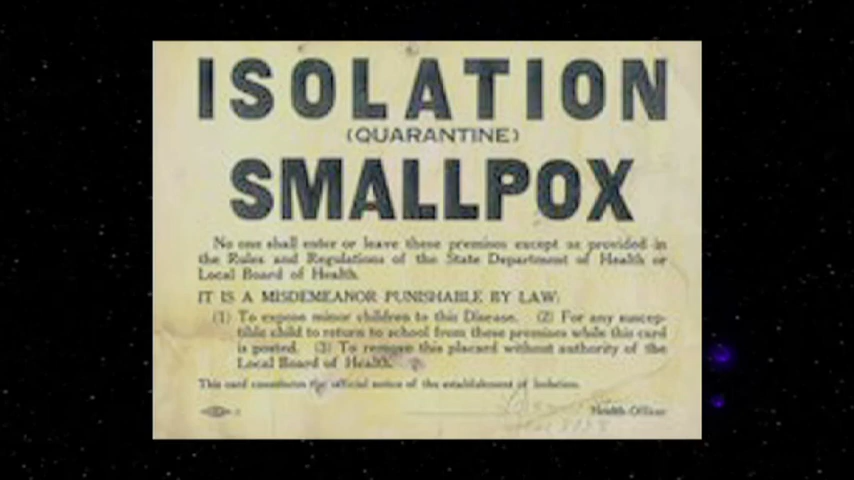 ISOLATION
(QUARANTINE)
SMALLPOX
No one shall enter or leave these premises except as provided in
the Rules and Regulations of the State Department of Health or
Local Board of Health.
IT IS A MISDEMEANOR PUNISHABLE BY LAW:
(1) To expose minor children to this Disease. (2) For any suscep-
tible child to return to school from these premises while this card
is posted. (3) To remove this placard without authority of the
Local Board of Health.
This card constitutes the official notice of the establishment of Isolation.
Health Officer